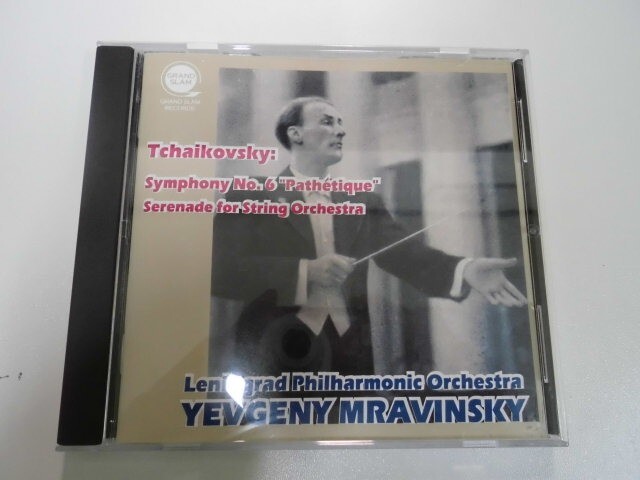 GRAND
SLAM
GRAND SLAM
RECORDS
Tchaikovsky:
Symphony No. 6 "Pathétique"
Serenade for String Orchestra
Leningrad Philharmonic Orchestra
YEVGENY MRAVINSKY